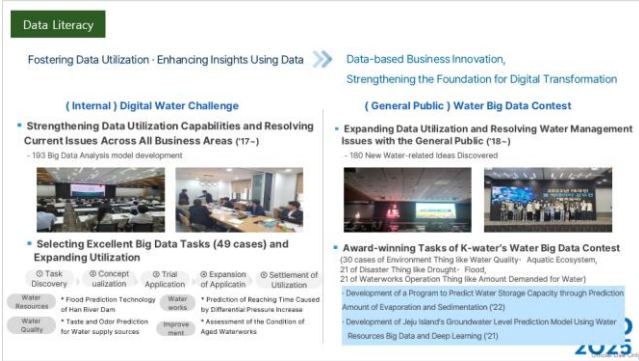 Data Literacy
Fostering Data Utilization · Enhancing Insights Using Data
Data-based Business Innovation,
Strengthening the Foundation for Digital Transformation
( Internal ) Digital Water Challenge
▪ Strengthening Data Utilization Capabilities and Resolving
Current Issues Across All Business Areas ('17~)
- 193 Big Data Analysis model development
▪ Selecting Excellent Big Data Tasks (49 cases) and
Expanding Utilization
① Task
Discovery
② Concept
ualization
③ Trial
Application
④ Expansion
of Applicatin
⑤ Settlement of
Utilization
Water
Resources
* Flood Prediction Technology
of Han River Dam
Water
works
* Prediction of Reaching Time Caused
by Differential Pressure Increase
Water
Quality
* Taste and Odor Prediction
for Water supply sources
Improve
ment
* Assessment of the Condition of
Aged Waterworks
( General Public ) Water Big Data Contest
▪ Expanding Data Utilization and Resolving Water Management
Issues with the General Public ('18~)
- 180 New Water-related Ideas Discovered
▪ Award-winning Tasks of K-water's Water Big Data Contest
(30 cases of Environment Thing like Water Quality· Aquatic Ecosystem,
21 of Disaster Thing like Drought· Flood,
21 of Waterworks Operation Thing like Amount Demanded for Water)
· Development of a Program to Predict Water Storage Capacity through Prediction
Amount of Evaporation and Sedimentation ('22)
· Development of Jeju Island's Groundwater Level Prediction Model Using Water
Resources Big Data and Deep Learning ('21)
2025